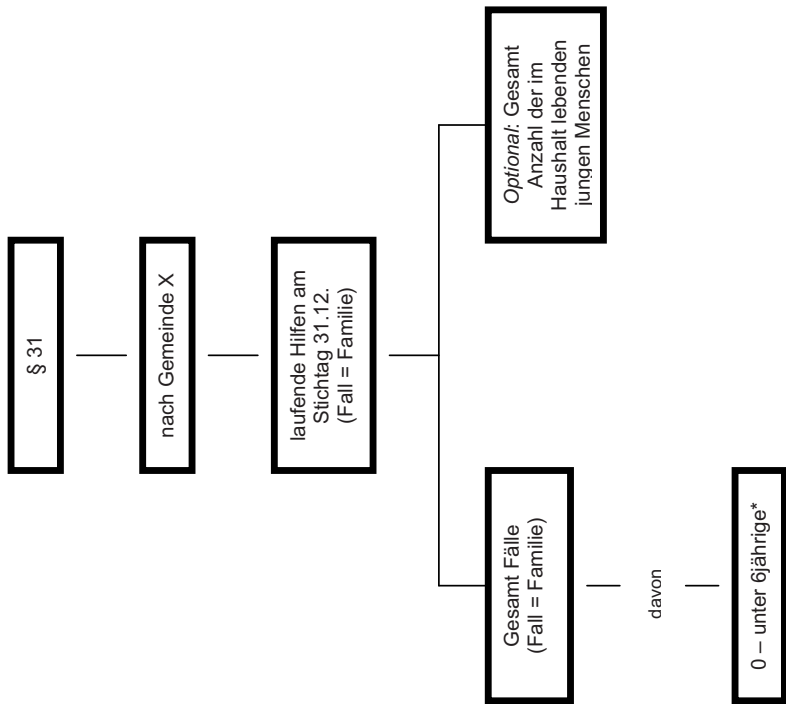 § 31
nach Gemeinde X
laufende Hilfen am
Stichtag 31.12.
(Fall = Familie)
Gesamt Fälle
(Fall = Familie)
davon
0 – unter 6jährige*
Optional: Gesamt
Anzahl der im
Haushalt lebenden
jungen Menschen